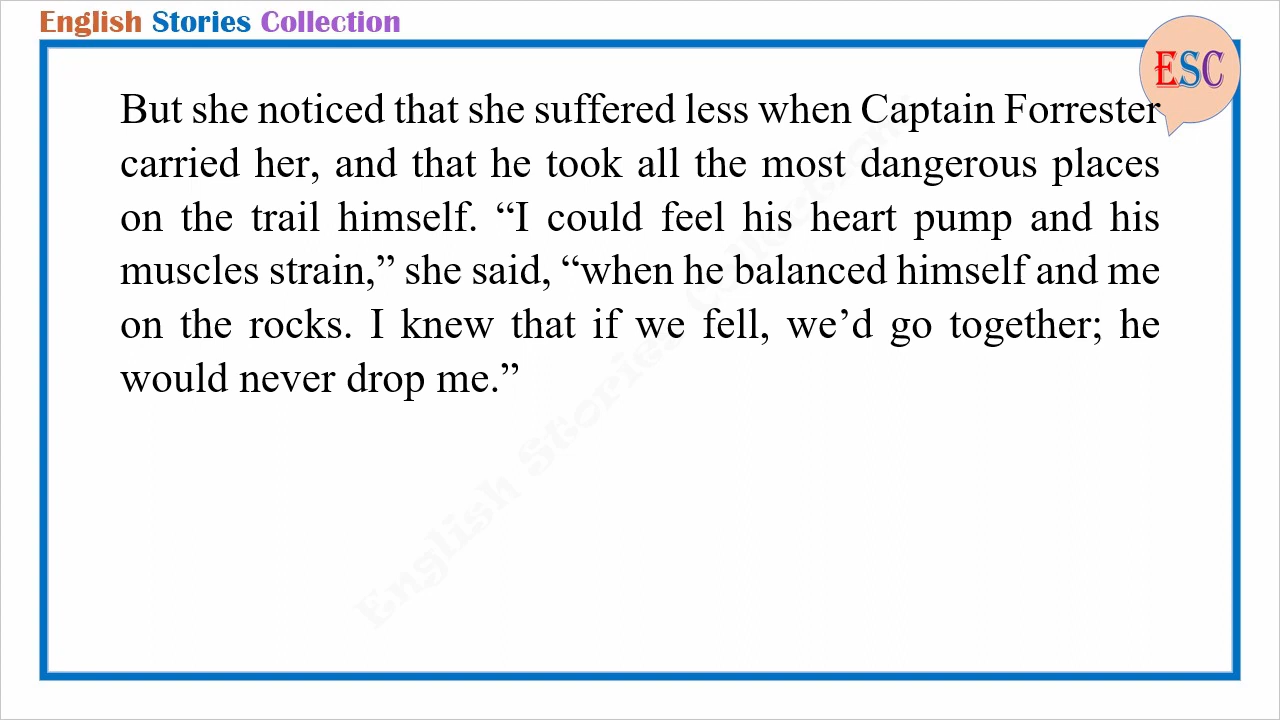 English Stories Collection
ESC
But she noticed that she suffered less when Captain Forrester
carried her, and that he took all the most dangerous places
on the trail himself. “I could feel his heart pump and his
muscles strain,” she said, “when he balanced himself and me
on the rocks. I knew that if we fell, we’d go together; he
would never drop me.”
English Stories Collection